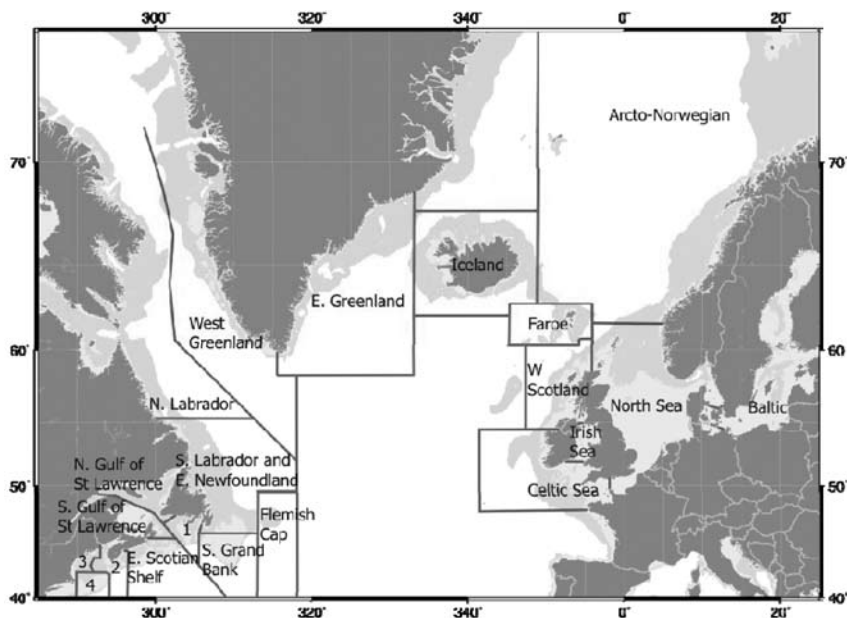 300° 320° 340° 0° 20°
Arcto-Norwegian
70° 70°
Iceland
E. Greenland
West
Greenland
Faroe
60° 60°
W
Scotland
N. Labrador
North Sea
Baltic
Irish
Sea
S. Labrador and
E. Newfoundland
N. Gulf of
St Lawrence
50° 50°
Celtic Sea
S. Gulf of
St Lawrence
Flemish
Cap
1
S. Grand
Bank
E. Scotian
Shelf
3
2
4
40° 40°
300° 320° 340° 0° 20°